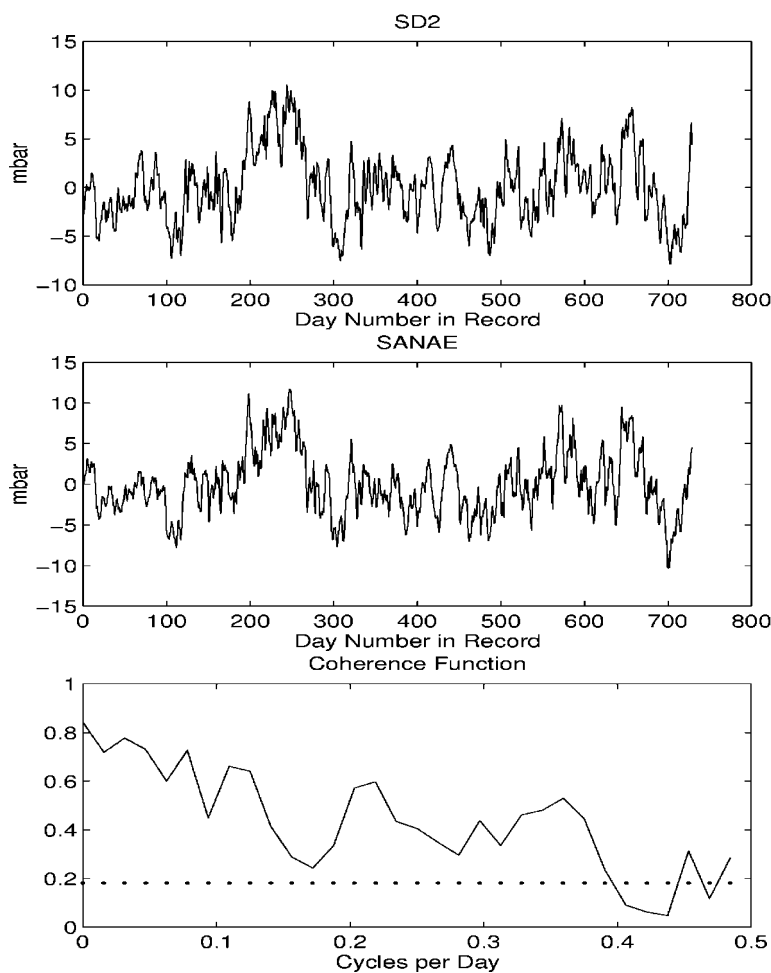 SD2
15
10
5
0
−5
−10
mbar
0 100 200 300 400 500 600 700 800
Day Number in Record
SANAE
15
10
5
0
−5
−10
−15
mbar
0 100 200 300 400 500 600 700 800
Day Number in Record
Coherence Function
1
0.8
0.6
0.4
0.2
0
0 0.1 0.2 0.3 0.4 0.5
Cycles per Day